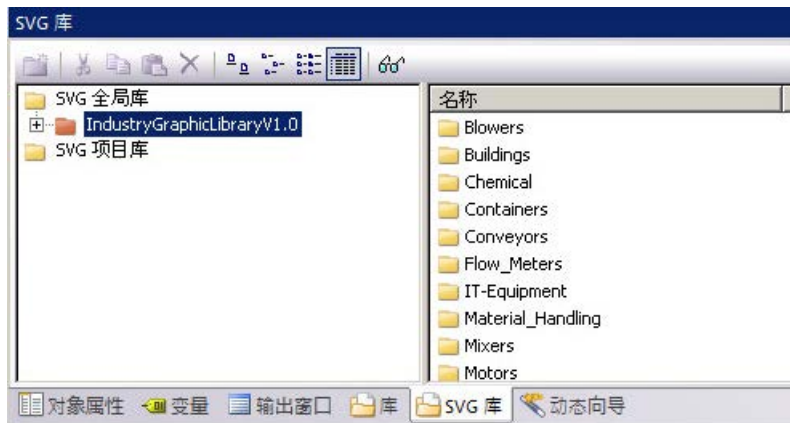 SVG 库
SVG 全局库
IndustryGraphicLibraryV1.0
SVG 项目库
名称
Blowers
Buildings
Chemical
Containers
Conveyors
Flow_Meters
IT-Equipment
Material_Handling
Mixers
Motors
对象属性 变量 输出窗口 库 SVG 库 动态向导